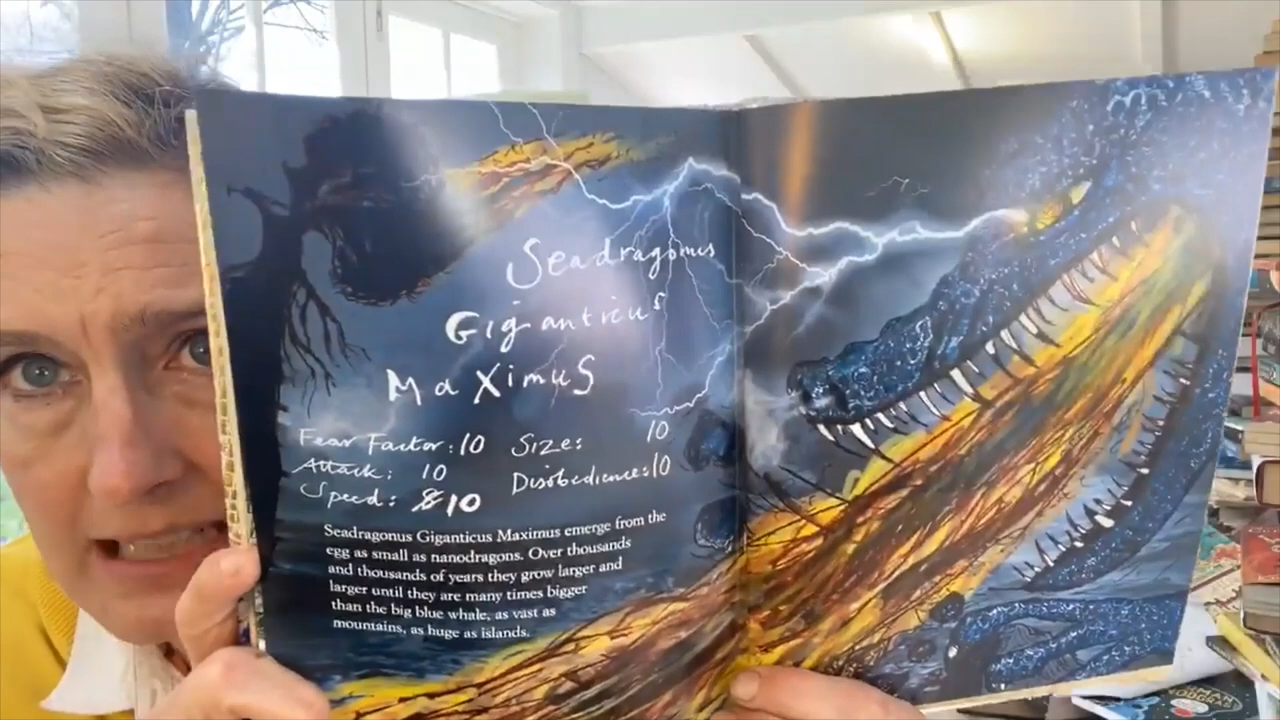 Seadragonus
Giganticus
Maximus
Fear Factor: 10 Size: 10
Attack: 10 Disobedience: 10
Speed: 8 10
Seadragonus Giganticus Maximus emerge from the
egg as small as nanodragons. Over thousands
and thousands of years they grow larger and
larger until they are many times bigger
than the big blue whale, as vast as
mountains, as huge as islands.